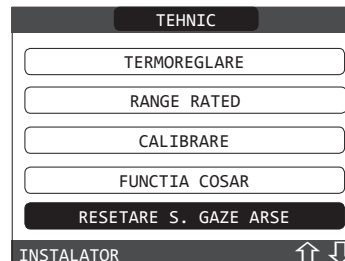 TEHNIC
TERMOREGLARE
RANGE RATED
CALIBRARE
FUNCTIA COSAR
RESETARE S. GAZE ARSE
INSTALATOR